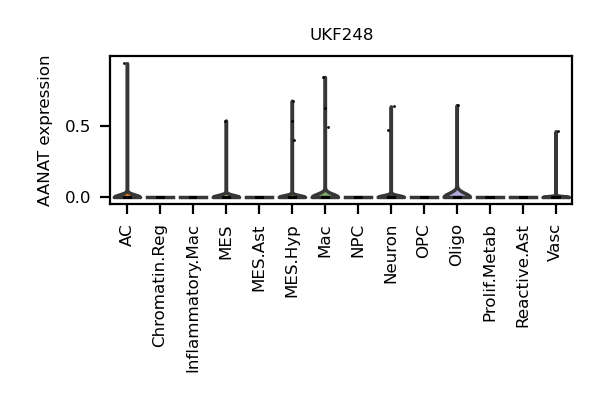 UKF248
AANAT expression
0.5
0.0
AC
Chromatin.Reg
Inflammatory.Mac
MES
MES.Ast
MES.Hyp
Mac
NPC
Neuron
OPC
Oligo
Prolif.Metab
Reactive.Ast
Vasc